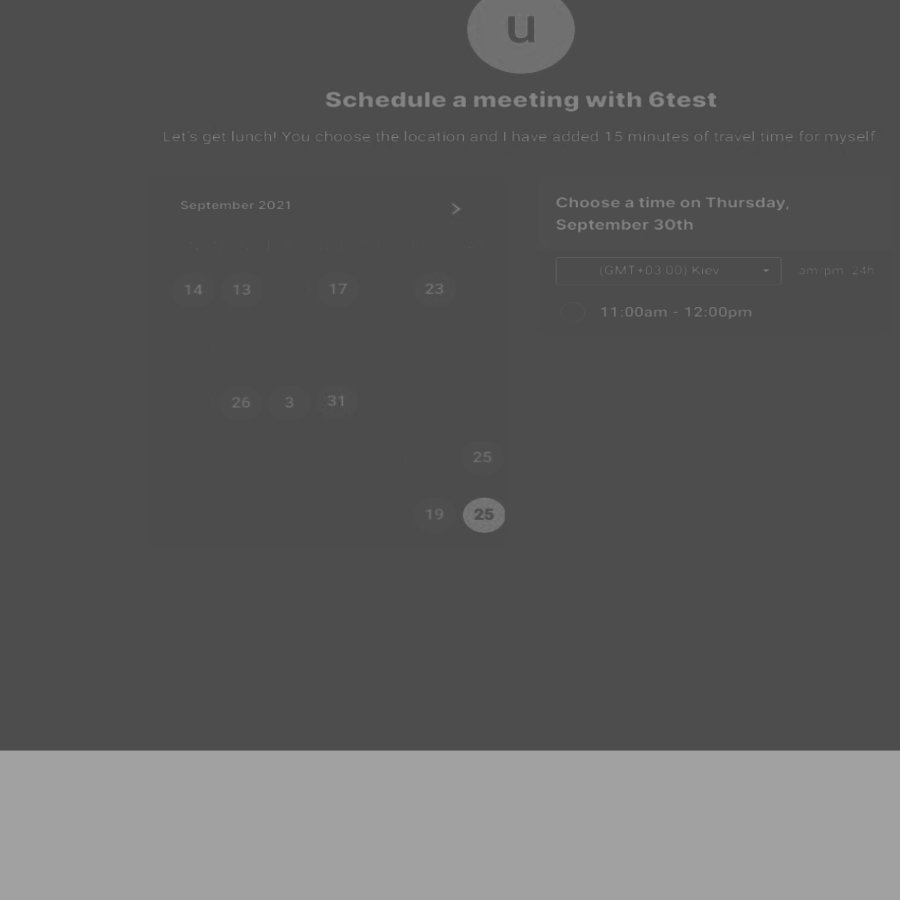 u
Schedule a meeting with 6test
Let's get lunch! You choose the location and I have added 15 minutes of travel time for myself.
September 2021 >
14 13 17 23
26 3 31
25
19 25
Choose a time on Thursday,
September 30th
(GMT+03:00) Kiev am/pm 24h
11:00am - 12:00pm